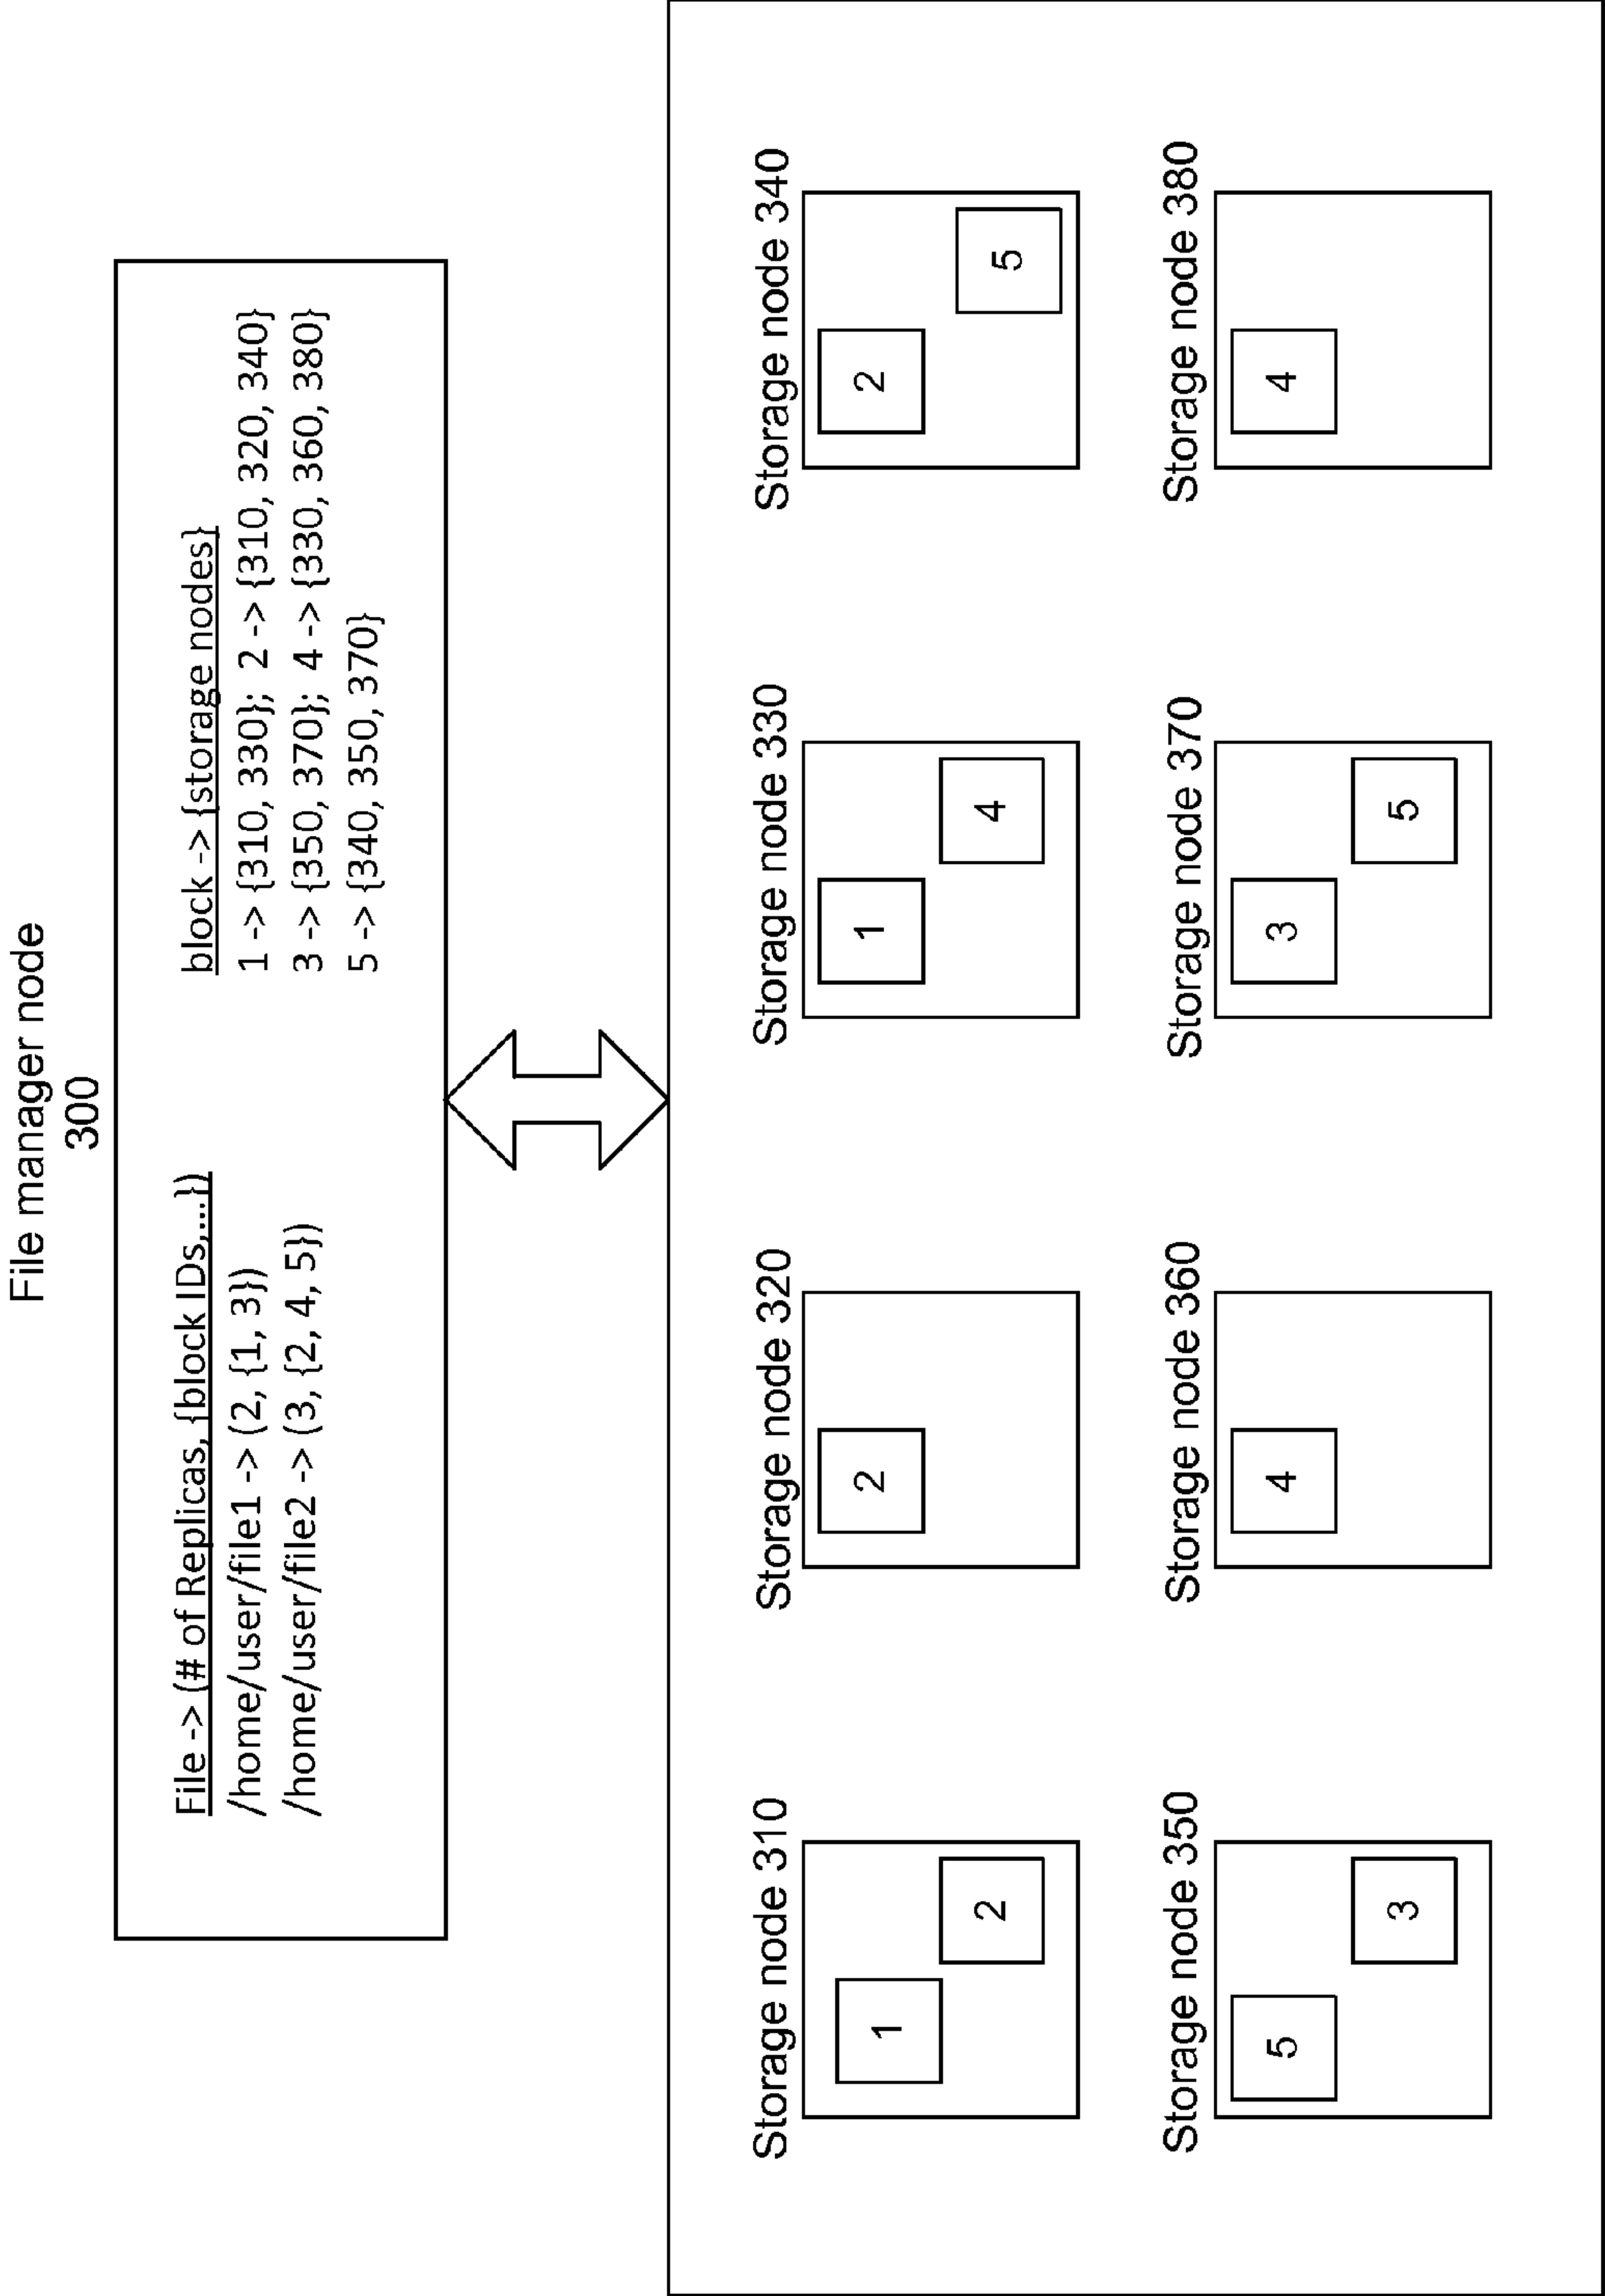 File manager node
300
File -> (# of Replicas, {block IDs,...})
/home/user/file1 -> (2, {1, 3})
/home/user/file2 -> (3, {2, 4, 5})
block -> {storage nodes}
1 -> {310, 330}; 2 -> {310, 320, 340}
3 -> {350, 370}; 4 -> {330, 360, 380}
5 -> {340, 350, 370}
Storage node 310
1
2
Storage node 320
2
Storage node 330
1
4
Storage node 340
2
5
Storage node 350
5
3
Storage node 360
4
Storage node 370
3
5
Storage node 380
4